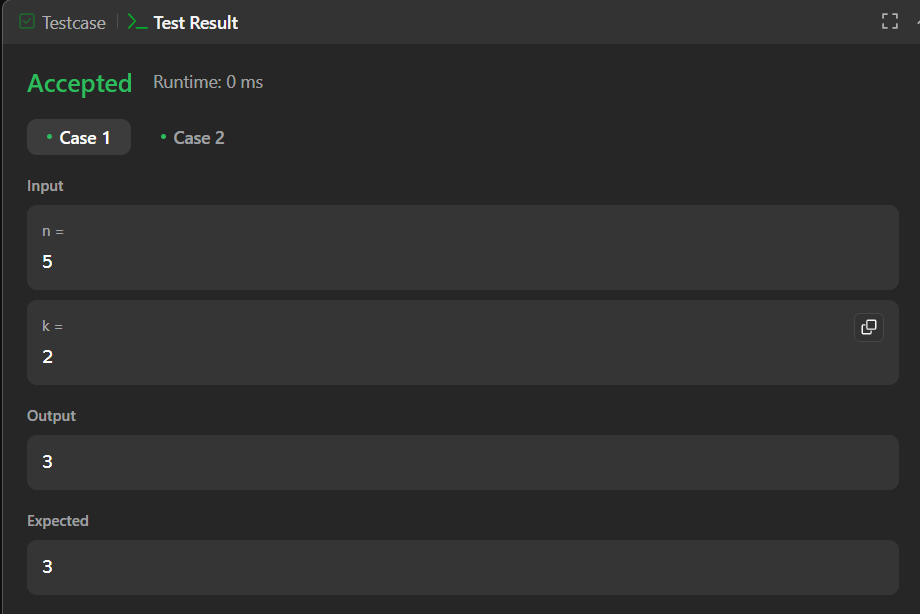 Testcase Test Result
Accepted Runtime: 0 ms
Case 1 Case 2
Input
n =
5
k =
2
Output
3
Expected
3